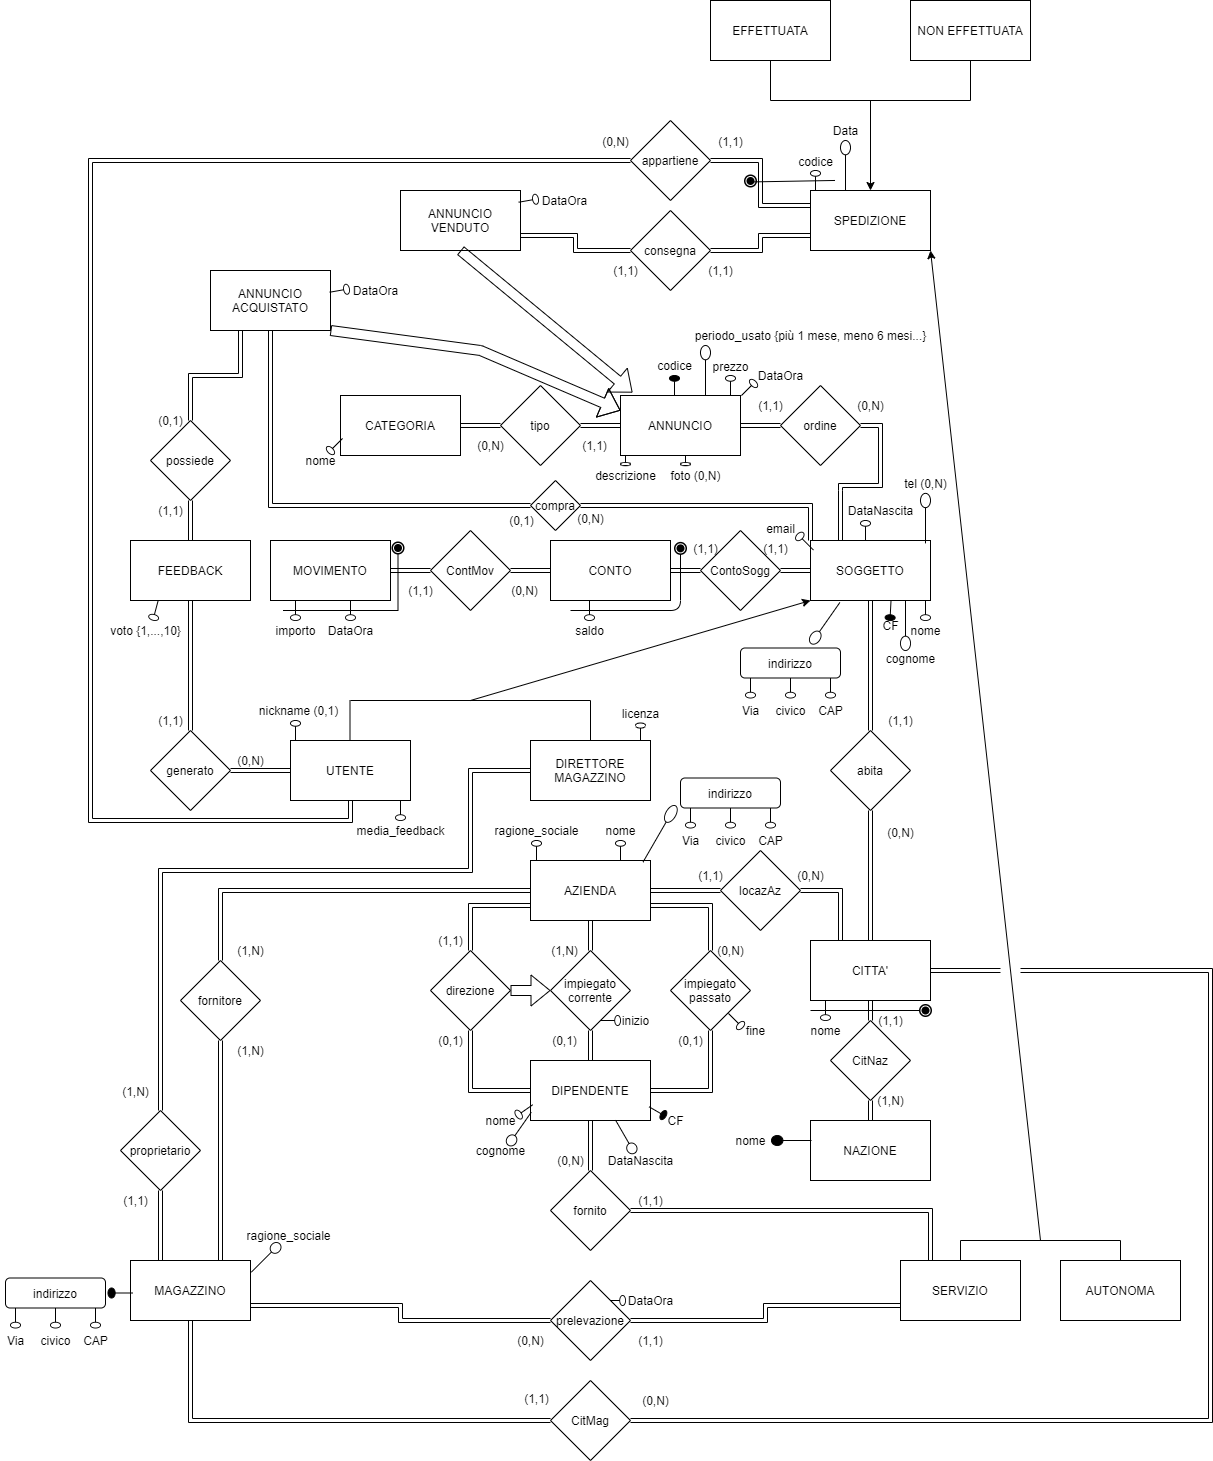 EFFETTUATA
NON EFFETTUATA
Data
(0,N)
(1,1)
appartiene
codice
ANNUNCIO
VENDUTO
DataOra
SPEDIZIONE
consegna
(1,1)
(1,1)
ANNUNCIO
ACQUISTATO
DataOra
periodo_usato {più 1 mese, meno 6 mesi...}
codice
prezzo
DataOra
(0,1)
CATEGORIA
tipo
ANNUNCIO
(1,1)
ordine
(0,N)
nome
(0,N)
(1,1)
possiede
descrizione
foto (0,N)
tel (0,N)
compra
(1,1)
(0,1)
(0,N)
DataNascita
email
FEEDBACK
MOVIMENTO
ContMov
CONTO
(1,1)
(1,1)
ContoSogg
SOGGETTO
(1,1)
(0,N)
voto {1,...,10}
importo
DataOra
saldo
CF
nome
cognome
indirizzo
Via
civico
CAP
nickname (0,1)
licenza
(1,1)
(1,1)
generato
(0,N)
UTENTE
DIRETTORE
MAGAZZINO
abita
indirizzo
media_feedback
ragione_sociale
nome
Via
civico
CAP
(0,N)
AZIENDA
(1,1)
locazAz
(0,N)
(1,N)
(1,1)
(1,N)
(0,N)
CITTA'
fornitore
direzione
impiegato
corrente
impiegato
passato
inizio
fine
nome
(1,1)
(1,N)
(0,1)
(0,1)
(0,1)
CitNaz
(1,N)
DIPENDENTE
(1,N)
nome
cognome
CF
DataNascita
nome
NAZIONE
proprietario
(0,N)
(1,1)
fornito
(1,1)
ragione_sociale
indirizzo
MAGAZZINO
SERVIZIO
AUTONOMA
DataOra
prelevazione
Via
civico
CAP
(0,N)
(1,1)
(1,1)
CitMag
(0,N)